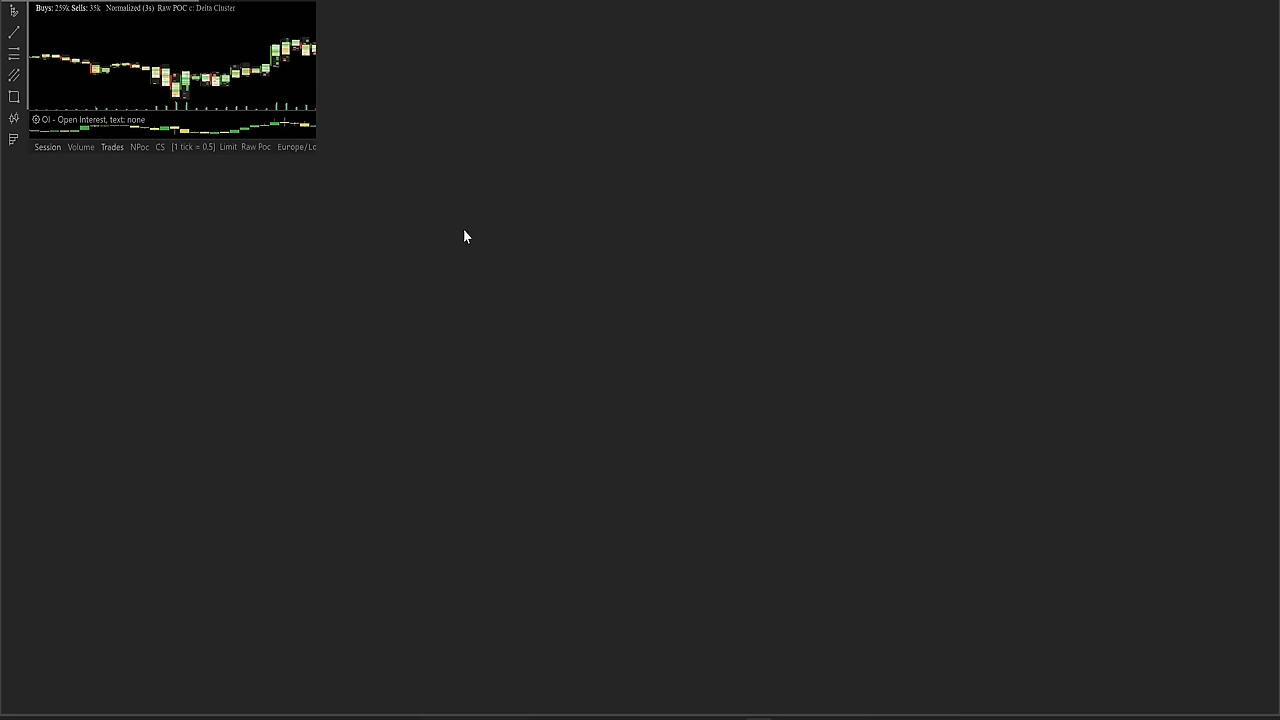 Buys: 259k Sells: 35k Normalized (3s) Raw POC c: Delta Cluster
OI - Open Interest, text: none
Session Volume Trades NPoc CS [1 tick = 0.5] Limit Raw Poc Europe/Lo